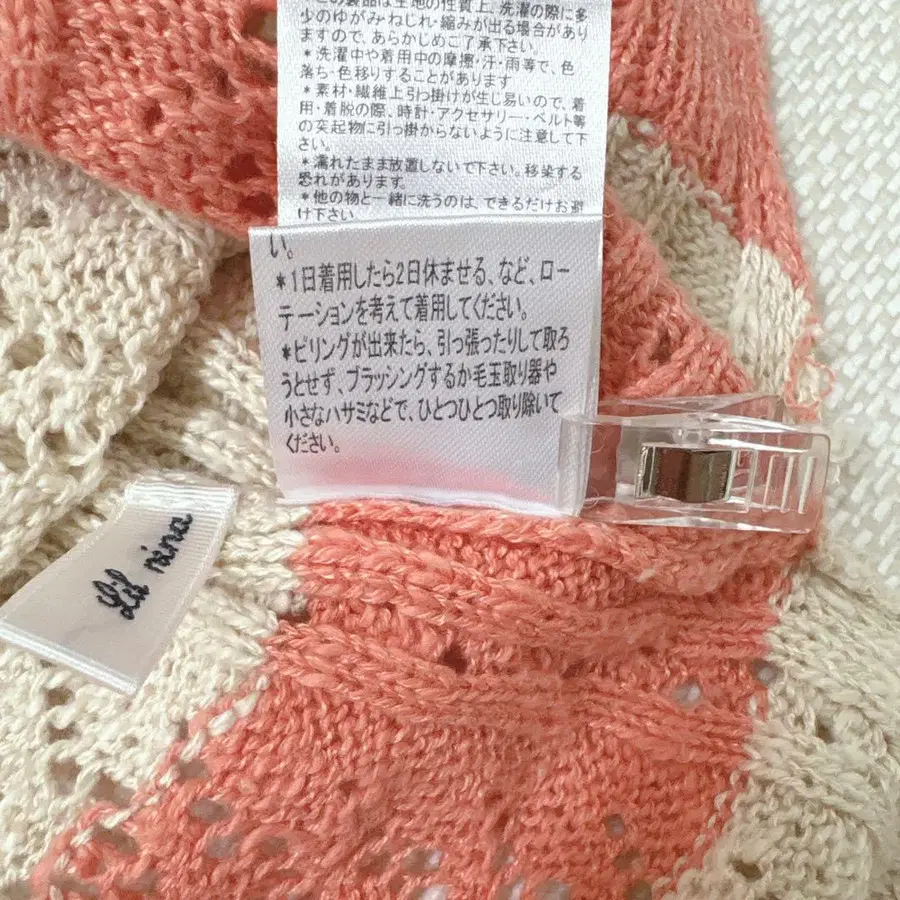 この製品は生地の性質上、洗濯の際に多
少のゆがみ・ねじれ・縮みが出る場合があり
ますので、あらかじめご了承下さい。
*洗濯中や着用中の摩擦・汗・雨等で、色
落ち・色移りすることがあります
*素材・繊維上引っ掛けが生じ易いので、着
用・着脱の際、時計・アクセサリー・ベルト等
の突起物に引っ掛からないように注意して下
さい。
*濡れたまま放置しないで下さい。移染する
恐れがあります。
*他の物と一緒に洗うのは、できるだけお避
け下さい
い。
*1日着用したら2日休ませる、など、ロー
テーションを考えて着用してください。
*ピリングが出来たら、引っ張ったりして取ろ
うとせず、ブラッシングするか毛玉取り器や
小さなハサミなどで、ひとつひとつ取り除いて
ください。
Lil nina